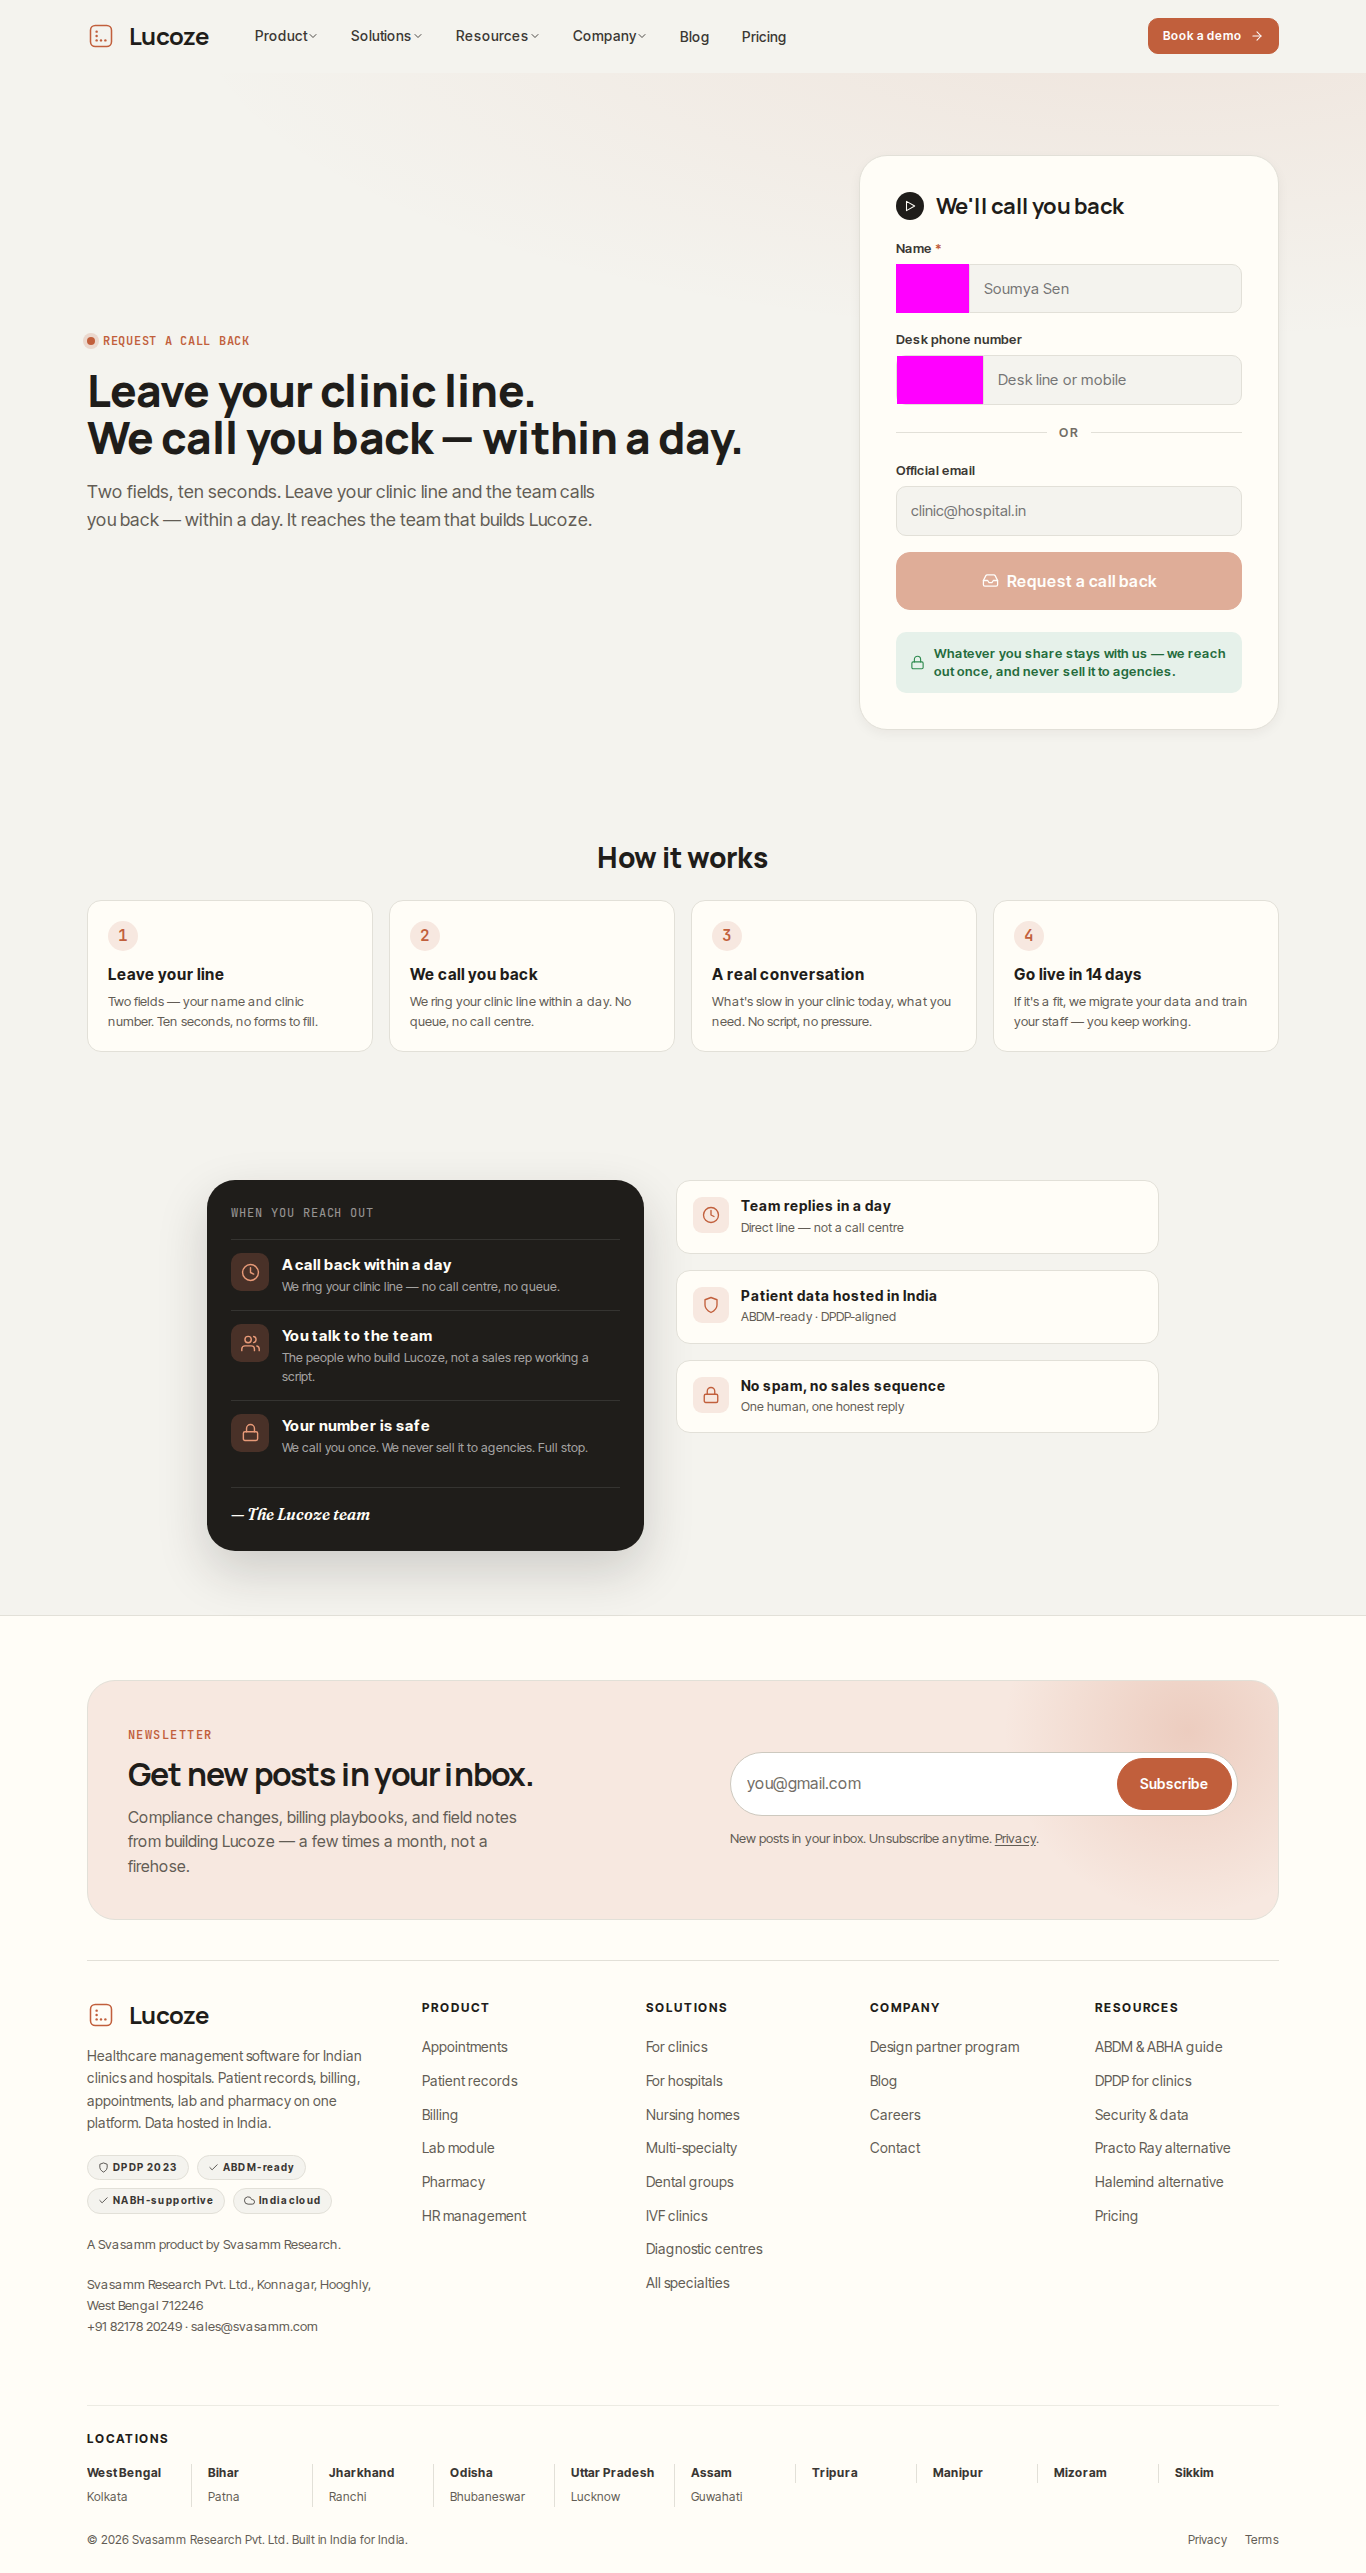 Lucoze
Product
Solutions
Resources
Company
Blog
Pricing
Book a demo
REQUEST A CALL BACK
Leave your clinic line.
We call you back — within a day.
Two fields, ten seconds. Leave your clinic line and the team calls
you back — within a day. It reaches the team that builds Lucoze.
We'll call you back
Name *
Soumya Sen
Desk phone number
Desk line or mobile
OR
Official email
clinic@hospital.in
Request a call back
Whatever you share stays with us — we reach
out once, and never sell it to agencies.
How it works
1
Leave your line
Two fields — your name and clinic
number. Ten seconds, no forms to fill.
2
We call you back
We ring your clinic line within a day. No
queue, no call centre.
3
A real conversation
What's slow in your clinic today, what you
need. No script, no pressure.
4
Go live in 14 days
If it's a fit, we migrate your data and train
your staff — you keep working.
WHEN YOU REACH OUT
A call back within a day
We ring your clinic line — no call centre, no queue.
You talk to the team
The people who build Lucoze, not a sales rep working a
script.
Your number is safe
We call you once. We never sell it to agencies. Full stop.
— The Lucoze team
Team replies in a day
Direct line — not a call centre
Patient data hosted in India
ABDM-ready · DPDP-aligned
No spam, no sales sequence
One human, one honest reply
NEWSLETTER
Get new posts in your inbox.
Compliance changes, billing playbooks, and field notes
from building Lucoze — a few times a month, not a
firehose.
you@gmail.com
Subscribe
New posts in your inbox. Unsubscribe anytime. Privacy.
Lucoze
Healthcare management software for Indian
clinics and hospitals. Patient records, billing,
appointments, lab and pharmacy on one
platform. Data hosted in India.
DPDP 2023
ABDM-ready
NABH-supportive
India cloud
A Svasamm product by Svasamm Research.
Svasamm Research Pvt. Ltd., Konnagar, Hooghly,
West Bengal 712246
+91 82178 20249 · sales@svasamm.com
PRODUCT
Appointments
Patient records
Billing
Lab module
Pharmacy
HR management
SOLUTIONS
For clinics
For hospitals
Nursing homes
Multi-specialty
Dental groups
IVF clinics
Diagnostic centres
All specialties
COMPANY
Design partner program
Blog
Careers
Contact
RESOURCES
ABDM & ABHA guide
DPDP for clinics
Security & data
Practo Ray alternative
Halemind alternative
Pricing
LOCATIONS
West Bengal
Kolkata
Bihar
Patna
Jharkhand
Ranchi
Odisha
Bhubaneswar
Uttar Pradesh
Lucknow
Assam
Guwahati
Tripura
Manipur
Mizoram
Sikkim
© 2026 Svasamm Research Pvt. Ltd. Built in India for India.
Privacy
Terms